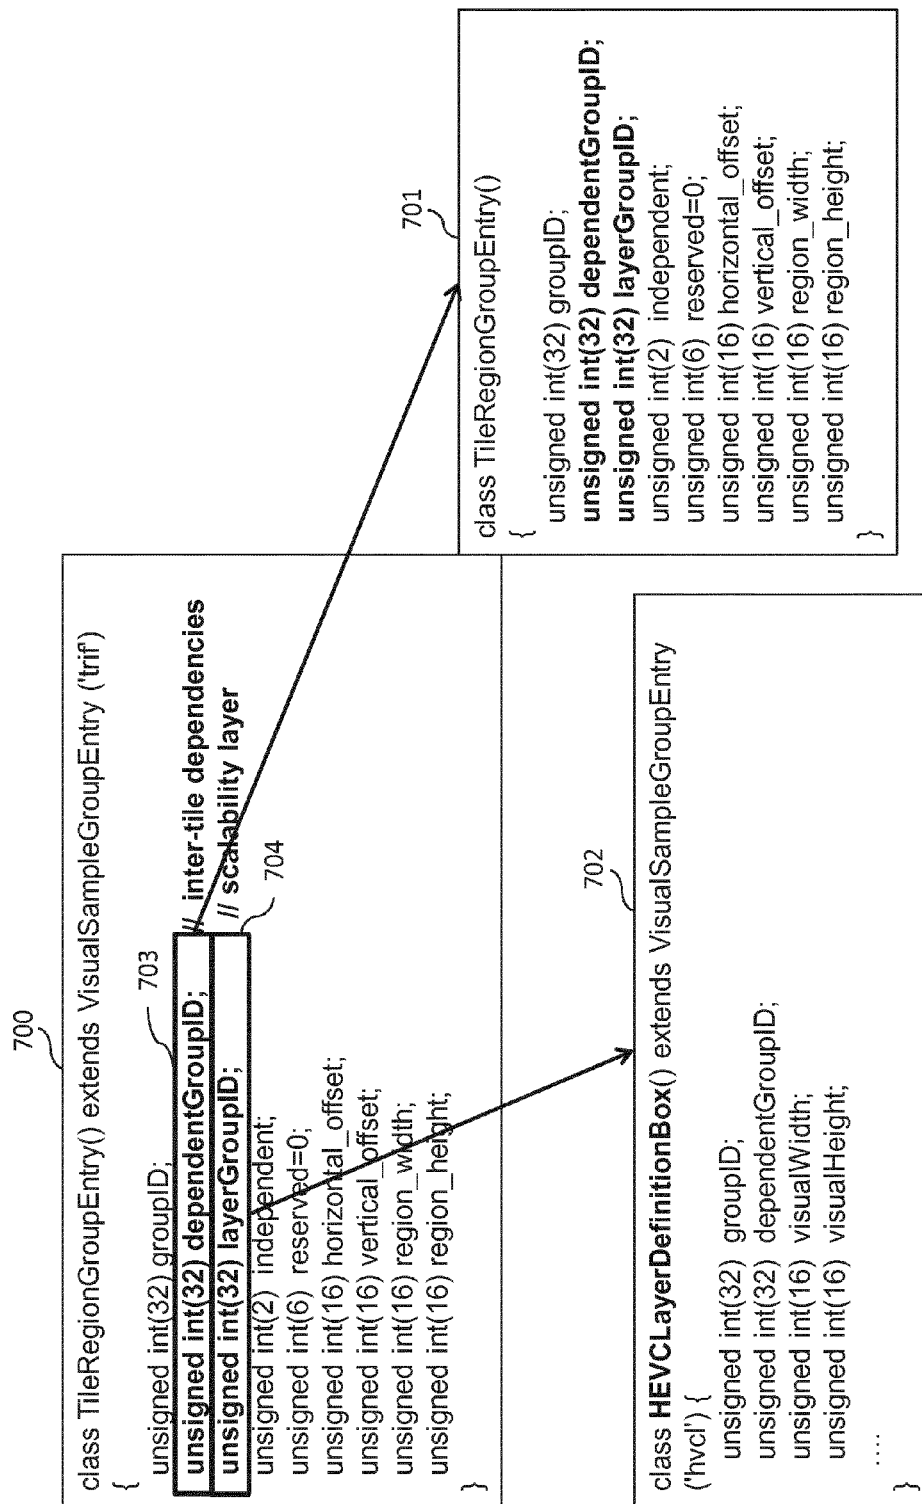 700
class TileRegionGroupEntry() extends VisualSampleGroupEntry ('trif')
{
unsigned int(32) groupID;
703
unsigned int(32) dependentGroupID; // inter-tile dependencies
unsigned int(32) layerGroupID; // scalability layer
704
unsigned int(2) independent;
unsigned int(6) reserved=0;
unsigned int(16) horizontal_offset;
unsigned int(16) vertical_offset;
unsigned int(16) region_width;
unsigned int(16) region_height;
}
701
class TileRegionGroupEntry()
{
unsigned int(32) groupID;
unsigned int(32) dependentGroupID;
unsigned int(32) layerGroupID;
unsigned int(2) independent;
unsigned int(6) reserved=0;
unsigned int(16) horizontal_offset;
unsigned int(16) vertical_offset;
unsigned int(16) region_width;
unsigned int(16) region_height;
}
702
class HEVCLayerDefinitionBox() extends VisualSampleGroupEntry
('hvcl') {
unsigned int(32) groupID;
unsigned int(32) dependentGroupID;
unsigned int(16) visualWidth;
unsigned int(16) visualHeight;
....
}